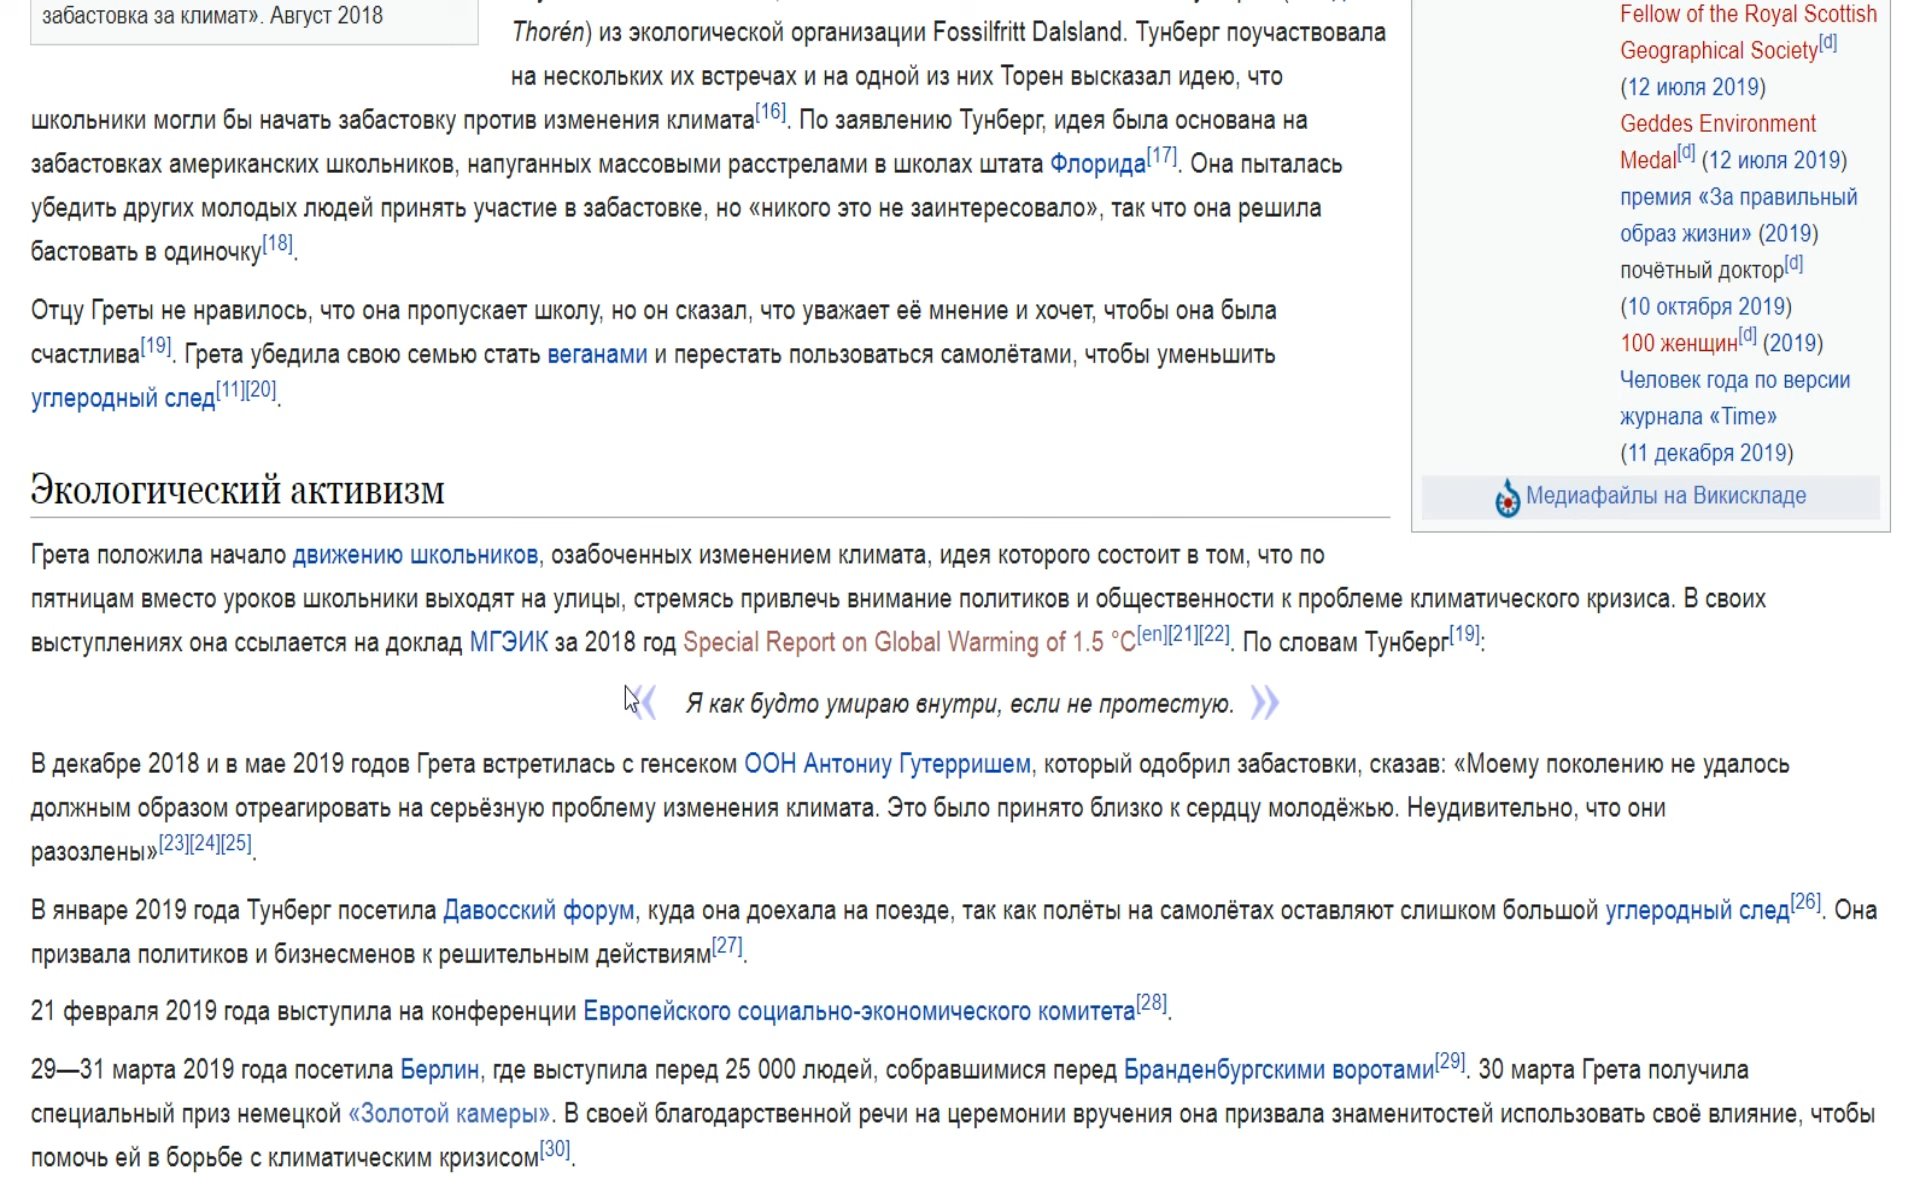 забастовка за климат». Август 2018
Thorén) из экологической организации Fossilfritt Dalsland. Тунберг поучаствовала
на нескольких их встречах и на одной из них Торен высказал идею, что
школьники могли бы начать забастовку против изменения климата[16]. По заявлению Тунберг, идея была основана на
забастовках американских школьников, напуганных массовыми расстрелами в школах штата Флорида[17]. Она пыталась
убедить других молодых людей принять участие в забастовке, но «никого это не заинтересовало», так что она решила
бастовать в одиночку[18].
Отцу Греты не нравилось, что она пропускает школу, но он сказал, что уважает её мнение и хочет, чтобы она была
счастлива[19]. Грета убедила свою семью стать веганами и перестать пользоваться самолётами, чтобы уменьшить
углеродный след[11][20].
Fellow of the Royal Scottish
Geographical Society[d]
(12 июля 2019)
Geddes Environment
Medal[d] (12 июля 2019)
премия «За правильный
образ жизни» (2019)
почётный доктор[d]
(10 октября 2019)
100 женщин[d] (2019)
Человек года по версии
журнала «Time»
(11 декабря 2019)
Медиафайлы на Викискладе
Экологический активизм
Грета положила начало движению школьников, озабоченных изменением климата, идея которого состоит в том, что по
пятницам вместо уроков школьники выходят на улицы, стремясь привлечь внимание политиков и общественности к проблеме климатического кризиса. В своих
выступлениях она ссылается на доклад МГЭИК за 2018 год Special Report on Global Warming of 1.5 °C[en][21][22]. По словам Тунберг[19]:
« Я как будто умираю внутри, если не протестую. »
В декабре 2018 и в мае 2019 годов Грета встретилась с генсеком ООН Антониу Гутерришем, который одобрил забастовки, сказав: «Моему поколению не удалось
должным образом отреагировать на серьёзную проблему изменения климата. Это было принято близко к сердцу молодёжью. Неудивительно, что они
разозлены»[23][24][25].
В январе 2019 года Тунберг посетила Давосский форум, куда она доехала на поезде, так как полёты на самолётах оставляют слишком большой углеродный след[26]. Она
призвала политиков и бизнесменов к решительным действиям[27].
21 февраля 2019 года выступила на конференции Европейского социально-экономического комитета[28].
29—31 марта 2019 года посетила Берлин, где выступила перед 25 000 людей, собравшимися перед Бранденбургскими воротами[29]. 30 марта Грета получила
специальный приз немецкой «Золотой камеры». В своей благодарственной речи на церемонии вручения она призвала знаменитостей использовать своё влияние, чтобы
помочь ей в борьбе с климатическим кризисом[30].